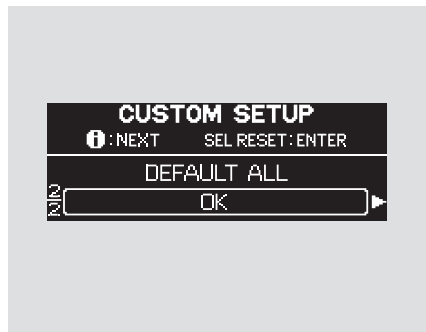 CUSTOM SETUP
i:NEXT SEL RESET:ENTER
DEFAULT ALL
2/2 OK